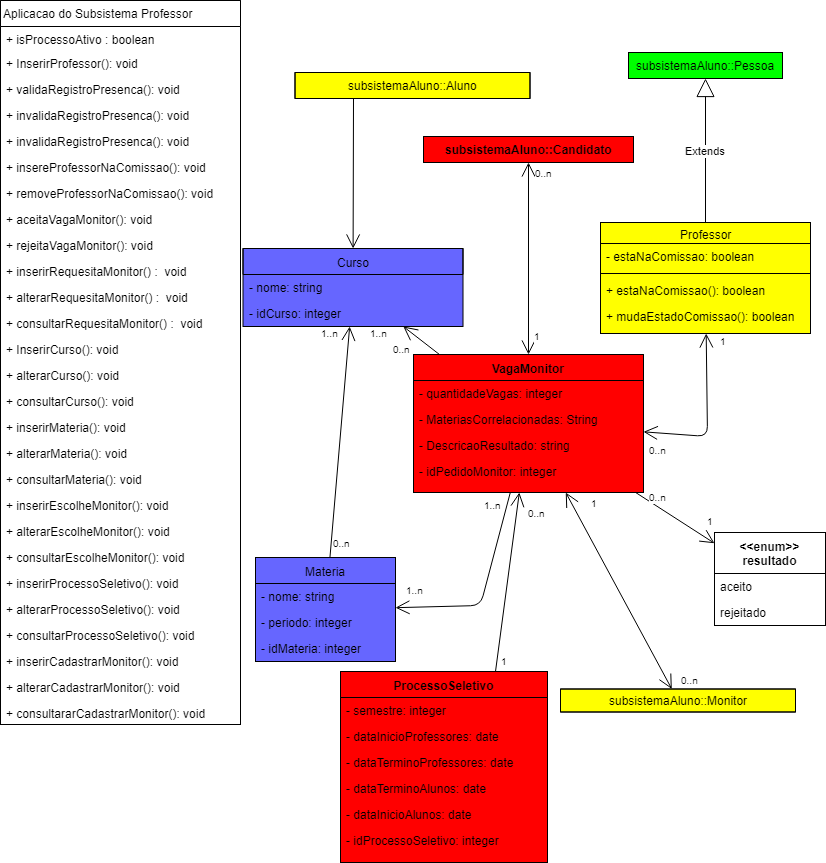 Aplicacao do Subsistema Professor
+ isProcessoAtivo : boolean
+ InserirProfessor(): void
+ validaRegistroPresenca(): void
+ invalidaRegistroPresenca(): void
+ invalidaRegistroPresenca(): void
+ insereProfessorNaComissao(): void
+ removeProfessorNaComissao(): void
+ aceitaVagaMonitor(): void
+ rejeitaVagaMonitor(): void
+ inserirRequesitaMonitor() : void
+ alterarRequesitaMonitor() : void
+ consultarRequesitaMonitor() : void
+ InserirCurso(): void
+ alterarCurso(): void
+ consultarCurso(): void
+ inserirMateria(): void
+ alterarMateria(): void
+ consultarMateria(): void
+ inserirEscolheMonitor(): void
+ alterarEscolheMonitor(): void
+ consultarEscolheMonitor(): void
+ inserirProcessoSeletivo(): void
+ alterarProcessoSeletivo(): void
+ consultarProcessoSeletivo(): void
+ inserirCadastrarMonitor(): void
+ alterarCadastrarMonitor(): void
+ consultararCadastrarMonitor(): void
subsistemaAluno::Aluno
subsistemaAluno::Pessoa
Extends
subsistemaAluno::Candidato
0..n
1
Professor
- estaNaComissao: boolean
+ estaNaComissao(): boolean
+ mudaEstadoComissao(): boolean
1
0..n
Curso
- nome: string
- idCurso: integer
1..n
1..n
0..n
VagaMonitor
- quantidadeVagas: integer
- MateriasCorrelacionadas: String
- DescricaoResultado: string
- idPedidoMonitor: integer
1..n
0..n
1
0..n
1
<<enum>>
resultado
aceito
rejeitado
0..n
Materia
- nome: string
- periodo: integer
- idMateria: integer
1..n
1
ProcessoSeletivo
- semestre: integer
- dataInicioProfessores: date
- dataTerminoProfessores: date
- dataTerminoAlunos: date
- dataInicioAlunos: date
- idProcessoSeletivo: integer
0..n
subsistemaAluno::Monitor